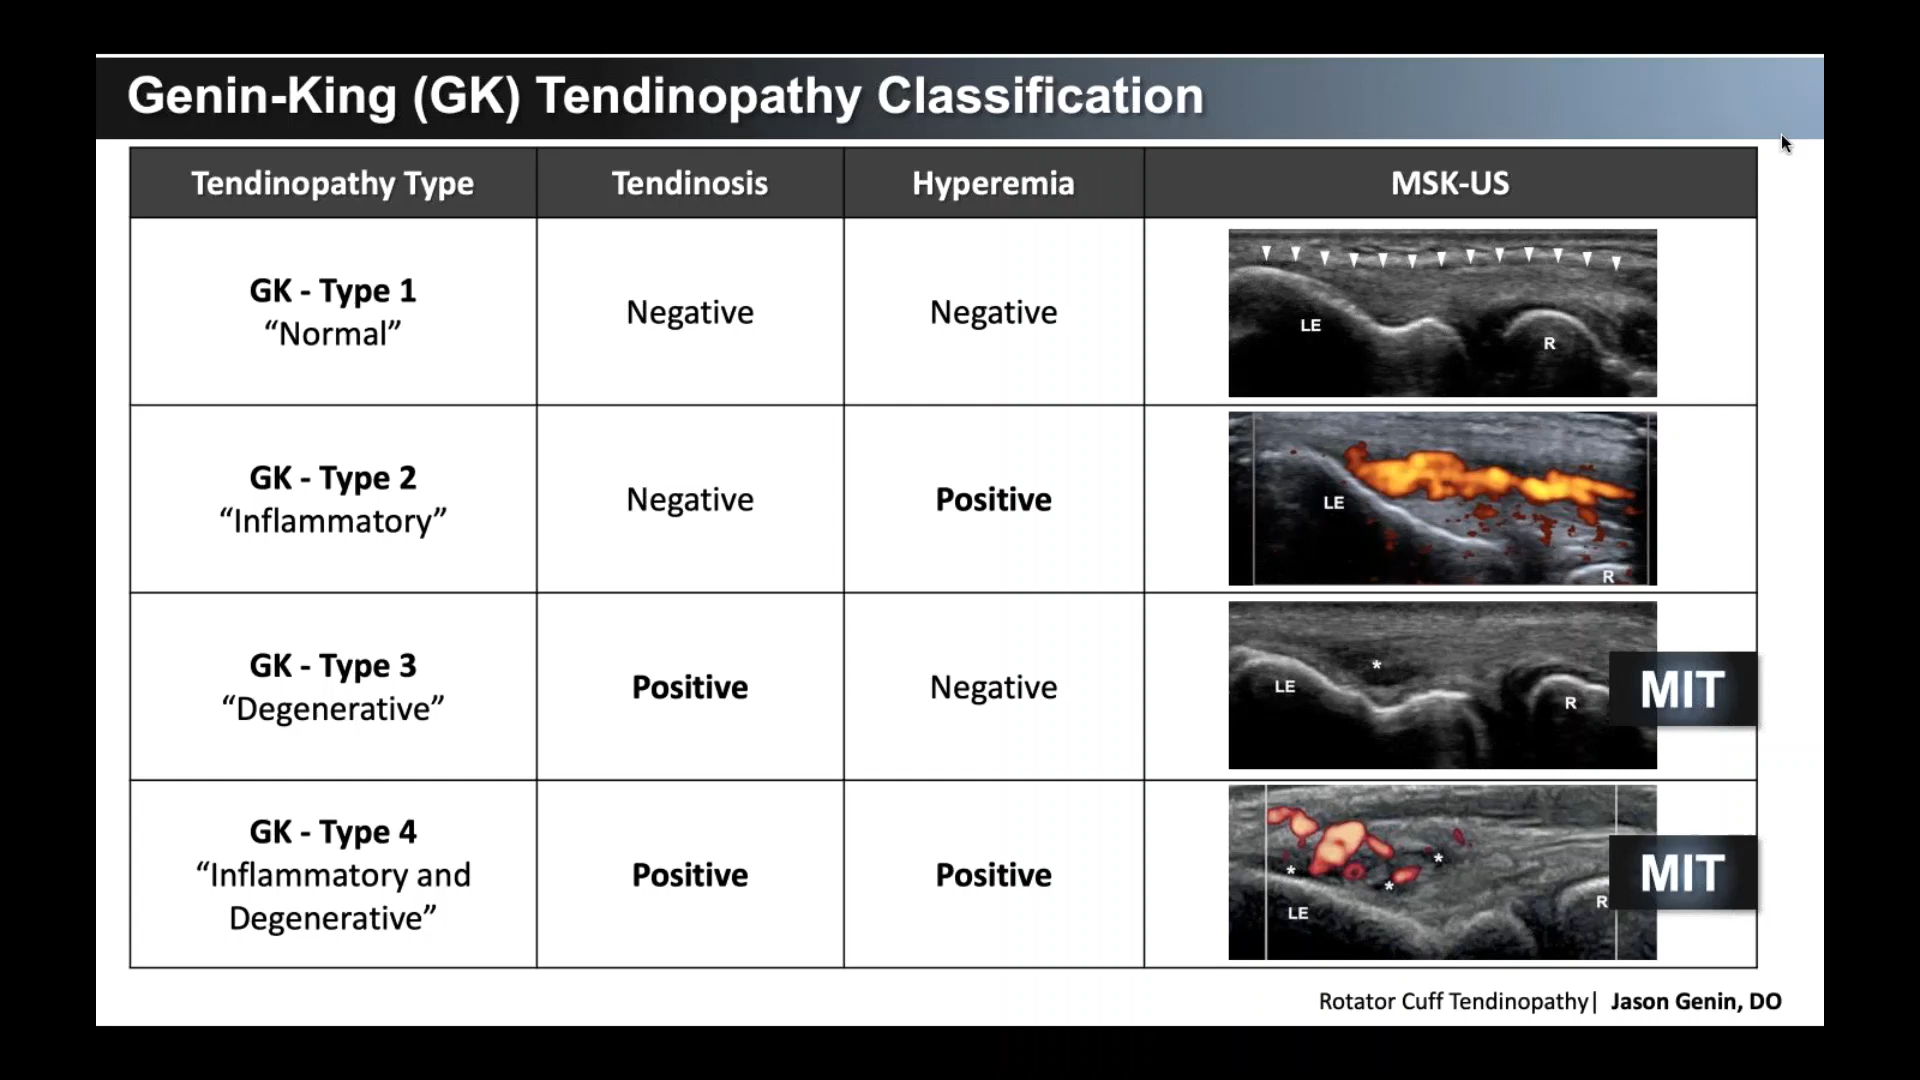 Genin-King (GK) Tendinopathy Classification
Tendinopathy Type
Tendinosis
Hyperemia
MSK-US
GK - Type 1
“Normal”
Negative
Negative
LE
R
GK - Type 2
“Inflammatory”
Negative
Positive
LE
R
GK - Type 3
“Degenerative”
Positive
Negative
*
LE
R
MIT
GK - Type 4
“Inflammatory and
Degenerative”
Positive
Positive
*
*
*
LE
R
MIT
Rotator Cuff Tendinopathy| Jason Genin, DO